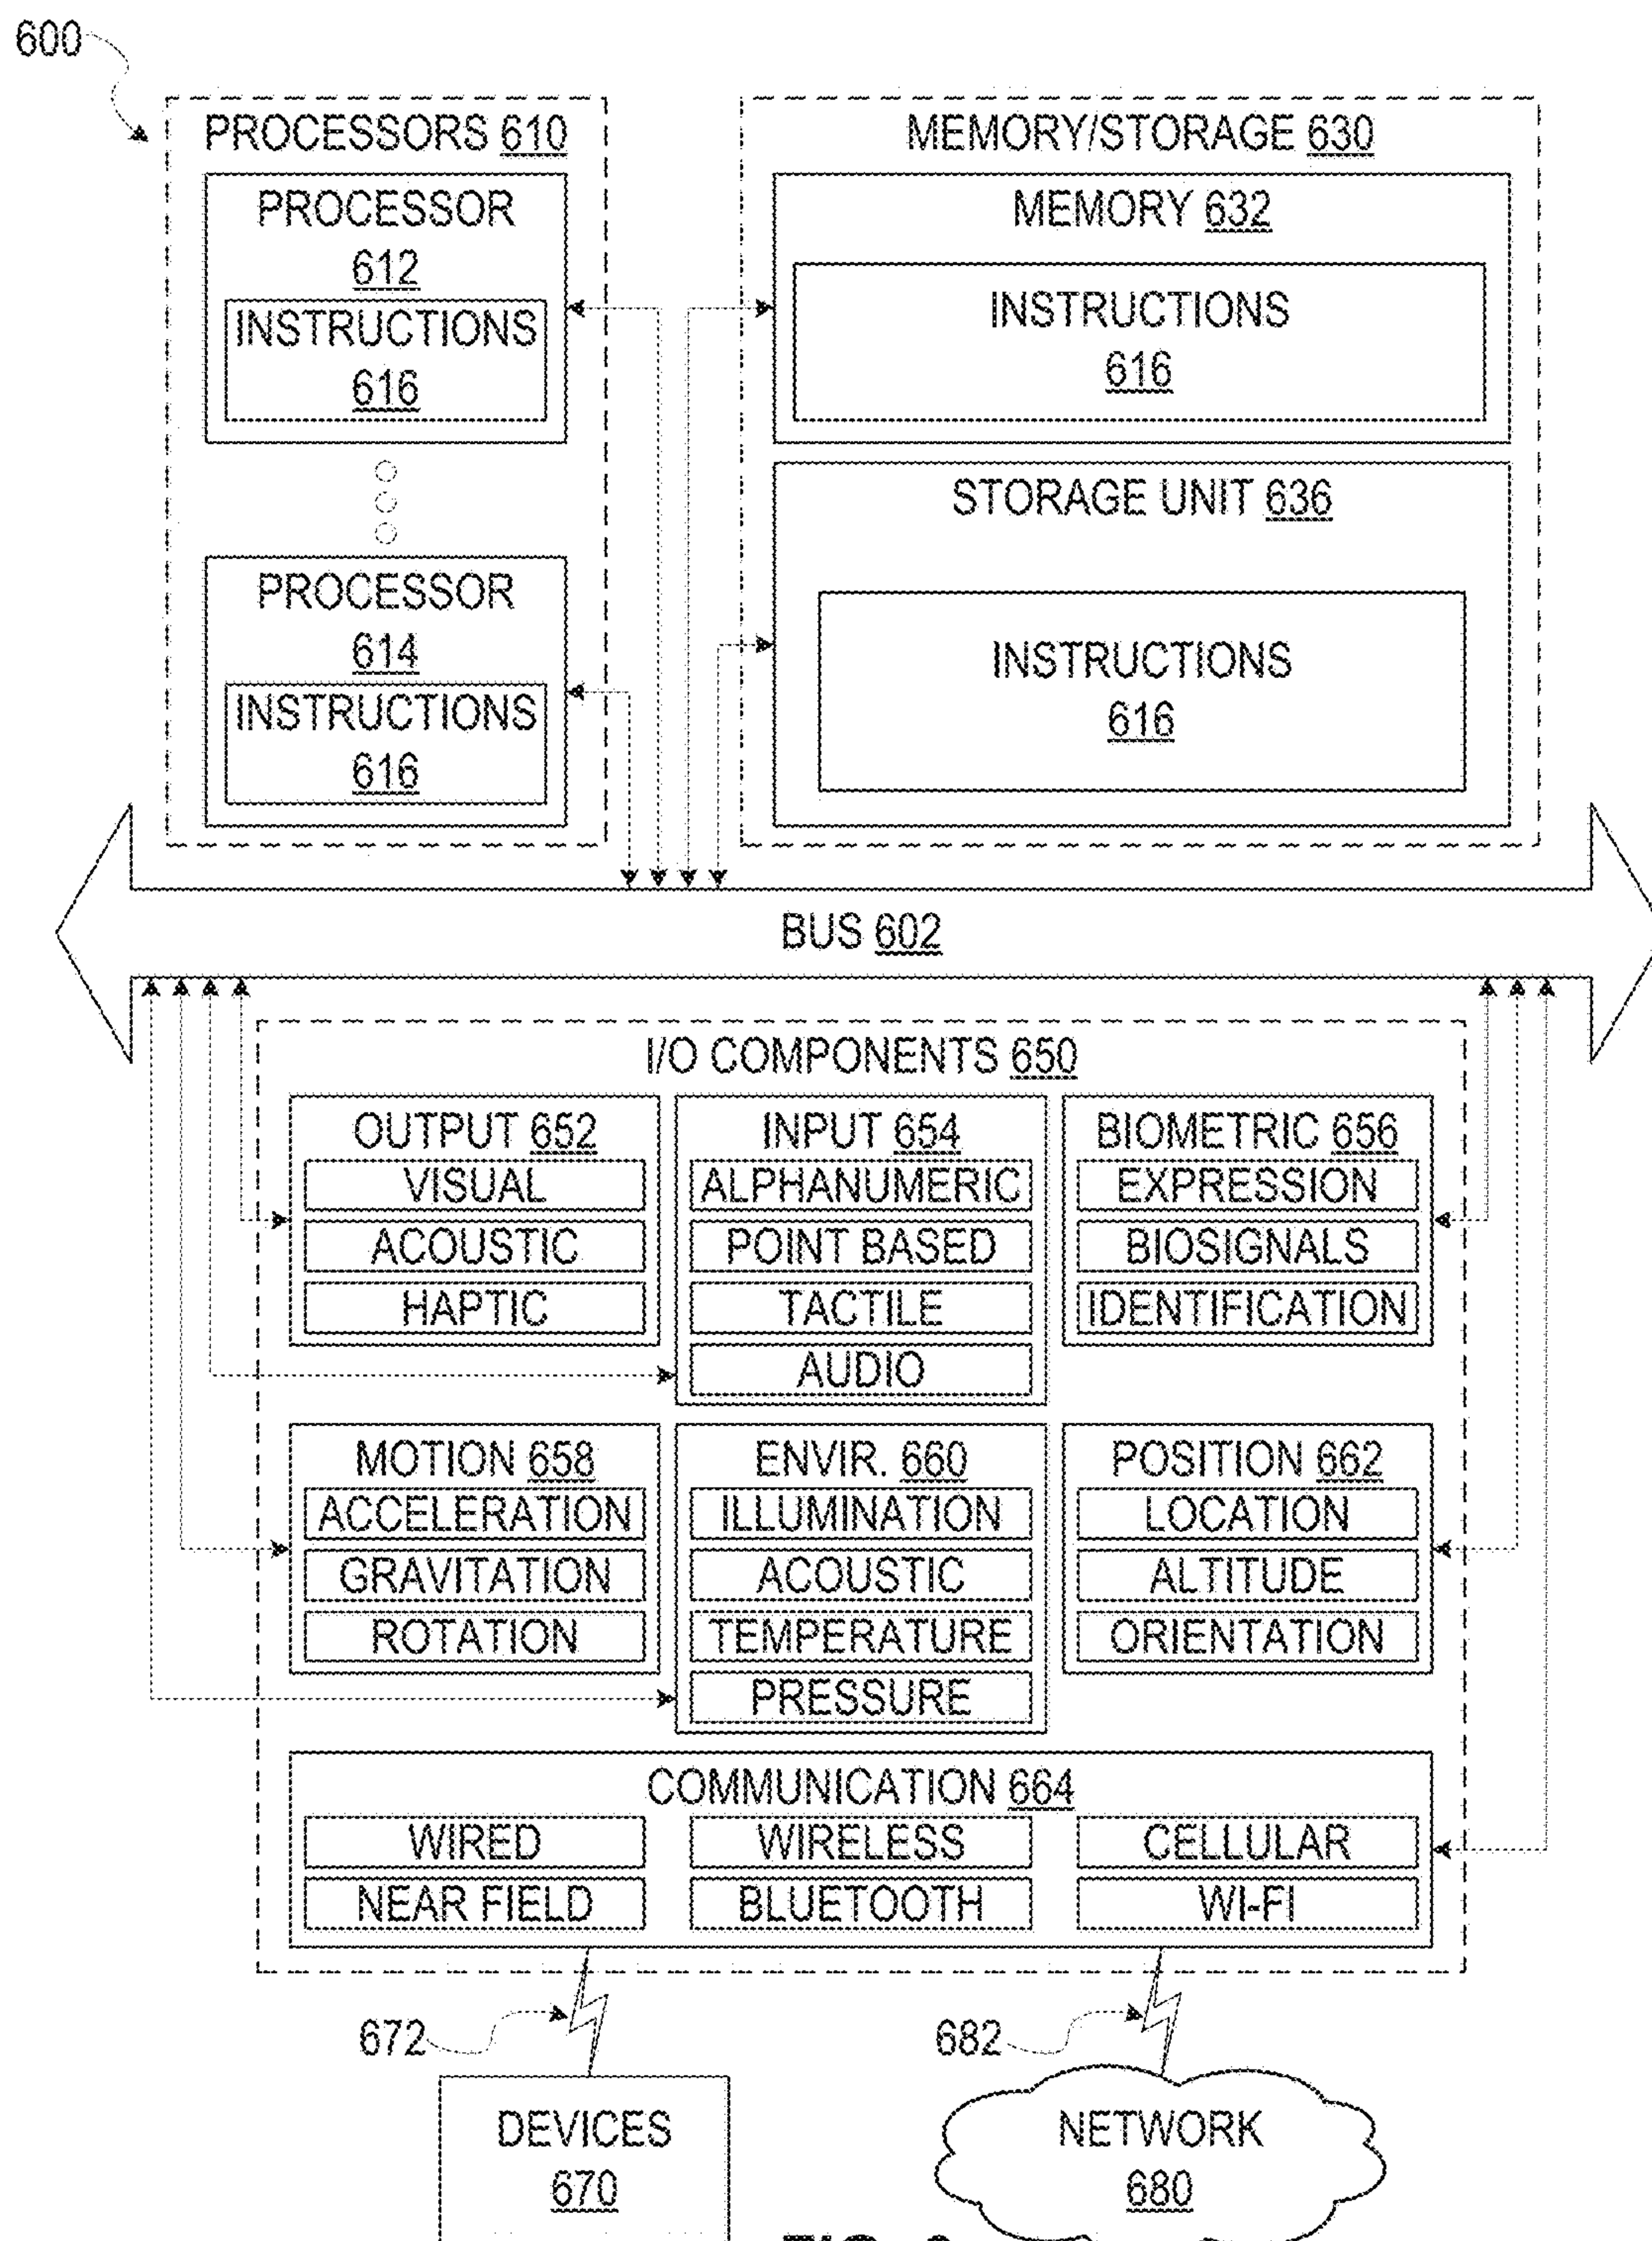 600
PROCESSORS 610
PROCESSOR
612
INSTRUCTIONS
616
PROCESSOR
614
INSTRUCTIONS
616
MEMORY/STORAGE 630
MEMORY 632
INSTRUCTIONS
616
STORAGE UNIT 636
INSTRUCTIONS
616
BUS 602
I/O COMPONENTS 650
OUTPUT 652
VISUAL
ACOUSTIC
HAPTIC
INPUT 654
ALPHANUMERIC
POINT BASED
TACTILE
AUDIO
BIOMETRIC 656
EXPRESSION
BIOSIGNALS
IDENTIFICATION
MOTION 658
ACCELERATION
GRAVITATION
ROTATION
ENVIR. 660
ILLUMINATION
ACOUSTIC
TEMPERATURE
PRESSURE
POSITION 662
LOCATION
ALTITUDE
ORIENTATION
COMMUNICATION 664
WIRED
WIRELESS
CELLULAR
NEAR FIELD
BLUETOOTH
WI-FI
672
682
DEVICES
670
NETWORK
680